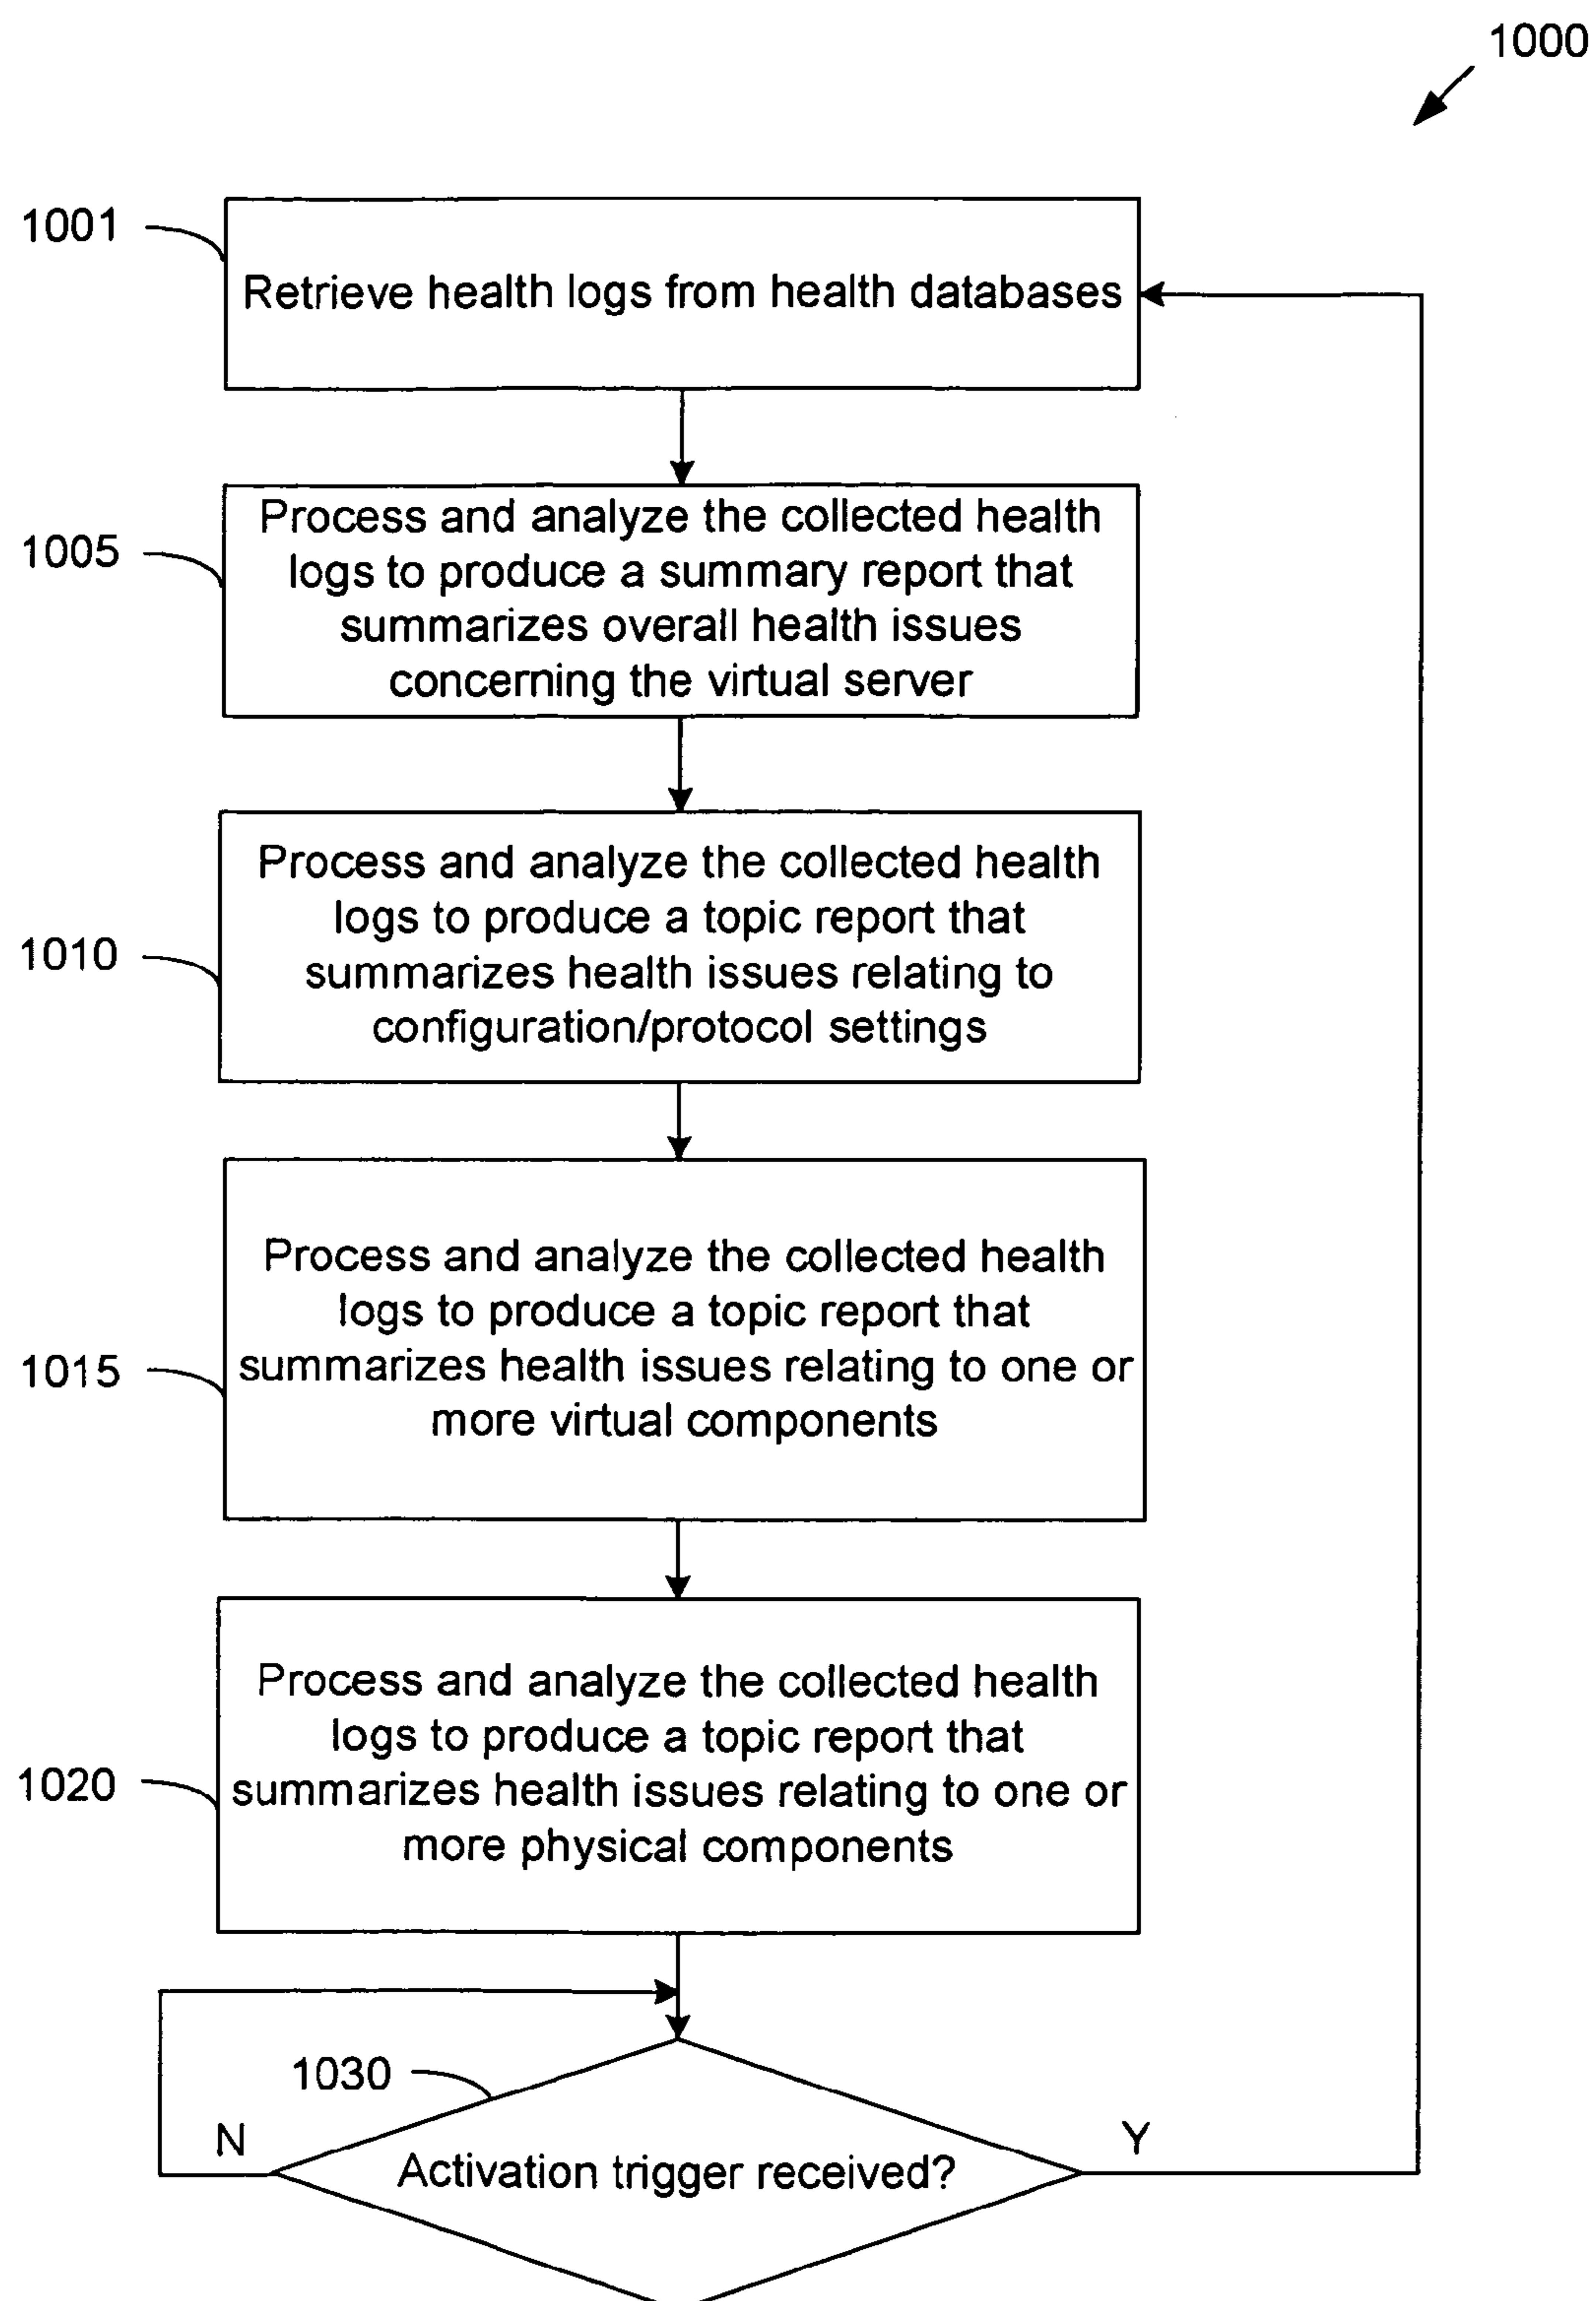 1000
1001
Retrieve health logs from health databases
1005
Process and analyze the collected health
logs to produce a summary report that
summarizes overall health issues
concerning the virtual server
1010
Process and analyze the collected health
logs to produce a topic report that
summarizes health issues relating to
configuration/protocol settings
1015
Process and analyze the collected health
logs to produce a topic report that
summarizes health issues relating to one or
more virtual components
1020
Process and analyze the collected health
logs to produce a topic report that
summarizes health issues relating to one or
more physical components
1030
N
Y
Activation trigger received?